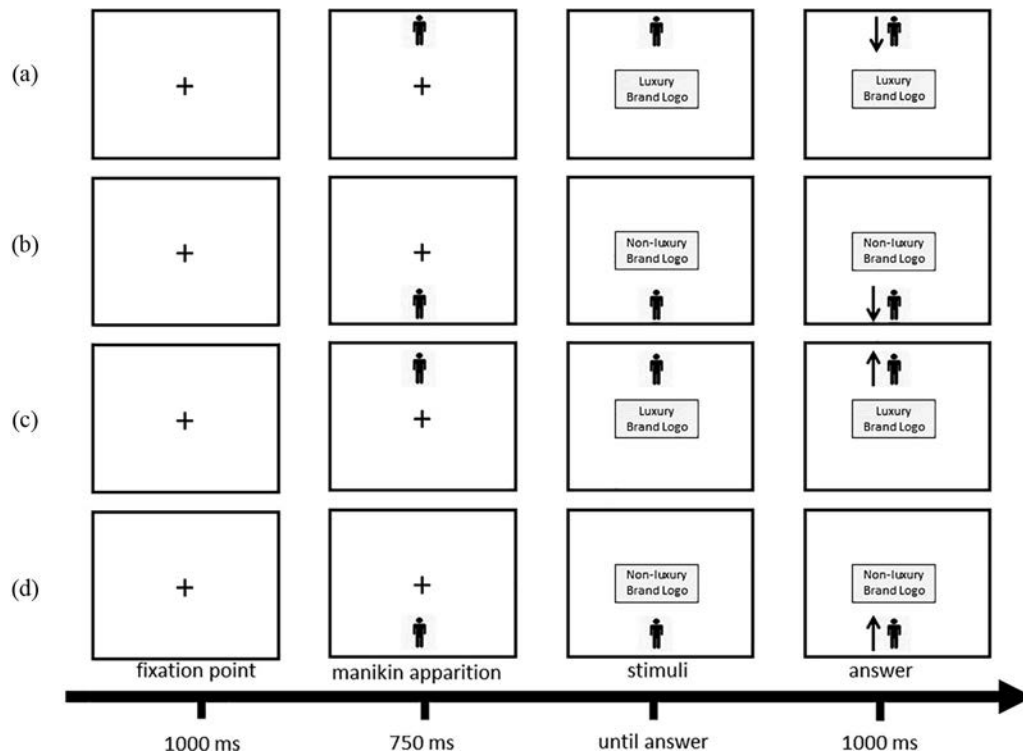 (a)
Luxury
Brand Logo
Luxury
Brand Logo
(b)
Non-luxury
Brand Logo
Non-luxury
Brand Logo
(c)
Luxury
Brand Logo
Luxury
Brand Logo
(d)
Non-luxury
Brand Logo
Non-luxury
Brand Logo
fixation point manikin apparition stimuli answer
1000 ms 750 ms until answer 1000 ms